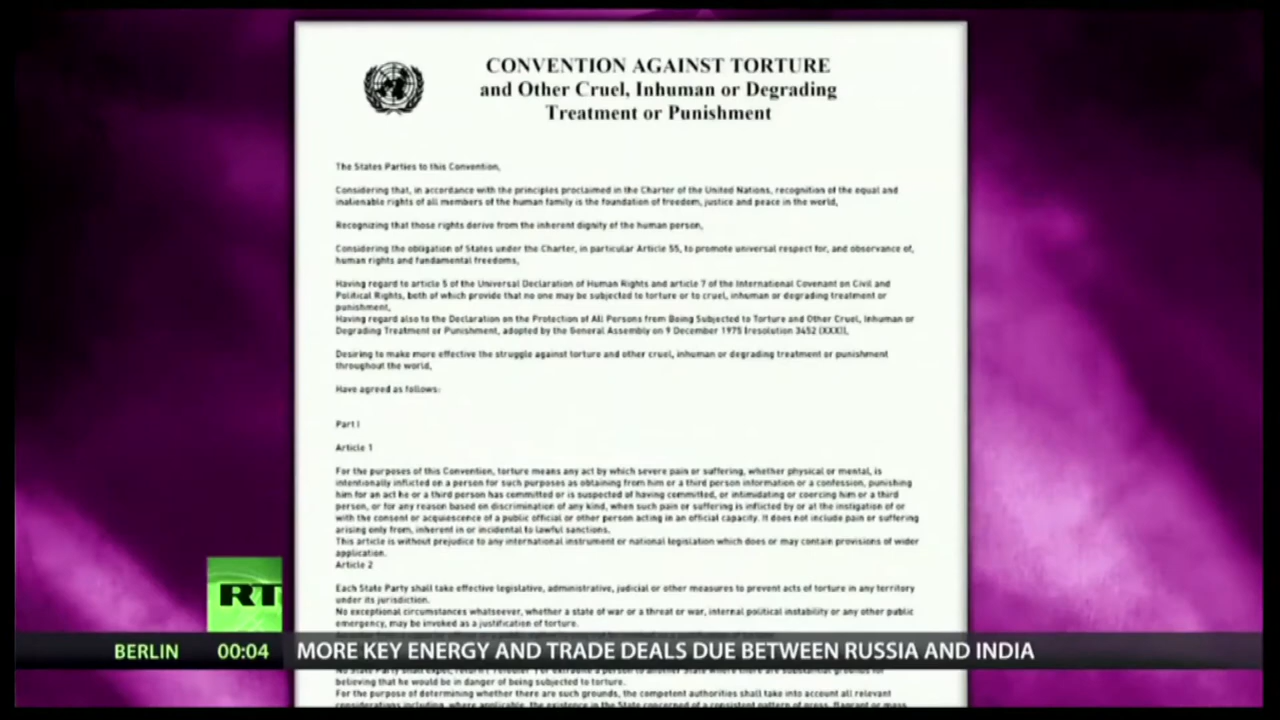 CONVENTION AGAINST TORTURE
and Other Cruel, Inhuman or Degrading
Treatment or Punishment
The States Parties to this Convention,
Considering that, in accordance with the principles proclaimed in the Charter of the United Nations, recognition of the equal and
inalienable rights of all members of the human family is the foundation of freedom, justice and peace in the world,
Recognizing that those rights derive from the inherent dignity of the human person,
Considering the obligation of States under the Charter, in particular Article 55, to promote universal respect for, and observance of,
human rights and fundamental freedoms,
Having regard to article 5 of the Universal Declaration of Human Rights and article 7 of the International Covenant on Civil and
Political Rights, both of which provide that no one may be subjected to torture or to cruel, inhuman or degrading treatment or
punishment,
Having regard also to the Declaration on the Protection of All Persons from Being Subjected to Torture and Other Cruel, Inhuman or
Degrading Treatment or Punishment, adopted by the General Assembly on 9 December 1975 (resolution 3452 (XXX)),
Desiring to make more effective the struggle against torture and other cruel, inhuman or degrading treatment or punishment
throughout the world,
Have agreed as follows:
Part I
Article 1
For the purposes of this Convention, torture means any act by which severe pain or suffering, whether physical or mental, is
intentionally inflicted on a person for such purposes as obtaining from him or a third person information or a confession, punishing
him for an act he or a third person has committed or is suspected of having committed, or intimidating or coercing him or a third
person, or for any reason based on discrimination of any kind, when such pain or suffering is inflicted by or at the instigation of or
with the consent or acquiescence of a public official or other person acting in an official capacity. It does not include pain or suffering
arising only from, inherent in or incidental to lawful sanctions.
This article is without prejudice to any international instrument or national legislation which does or may contain provisions of wider
application.
Article 2
Each State Party shall take effective legislative, administrative, judicial or other measures to prevent acts of torture in any territory
under its jurisdiction.
No exceptional circumstances whatsoever, whether a state of war or a threat or war, internal political instability or any other public
emergency, may be invoked as a justification of torture.
RT
BERLIN 00:04 MORE KEY ENERGY AND TRADE DEALS DUE BETWEEN RUSSIA AND INDIA
believing that he would be in danger of being subjected to torture.
For the purpose of determining whether there are such grounds, the competent authorities shall take into account all relevant